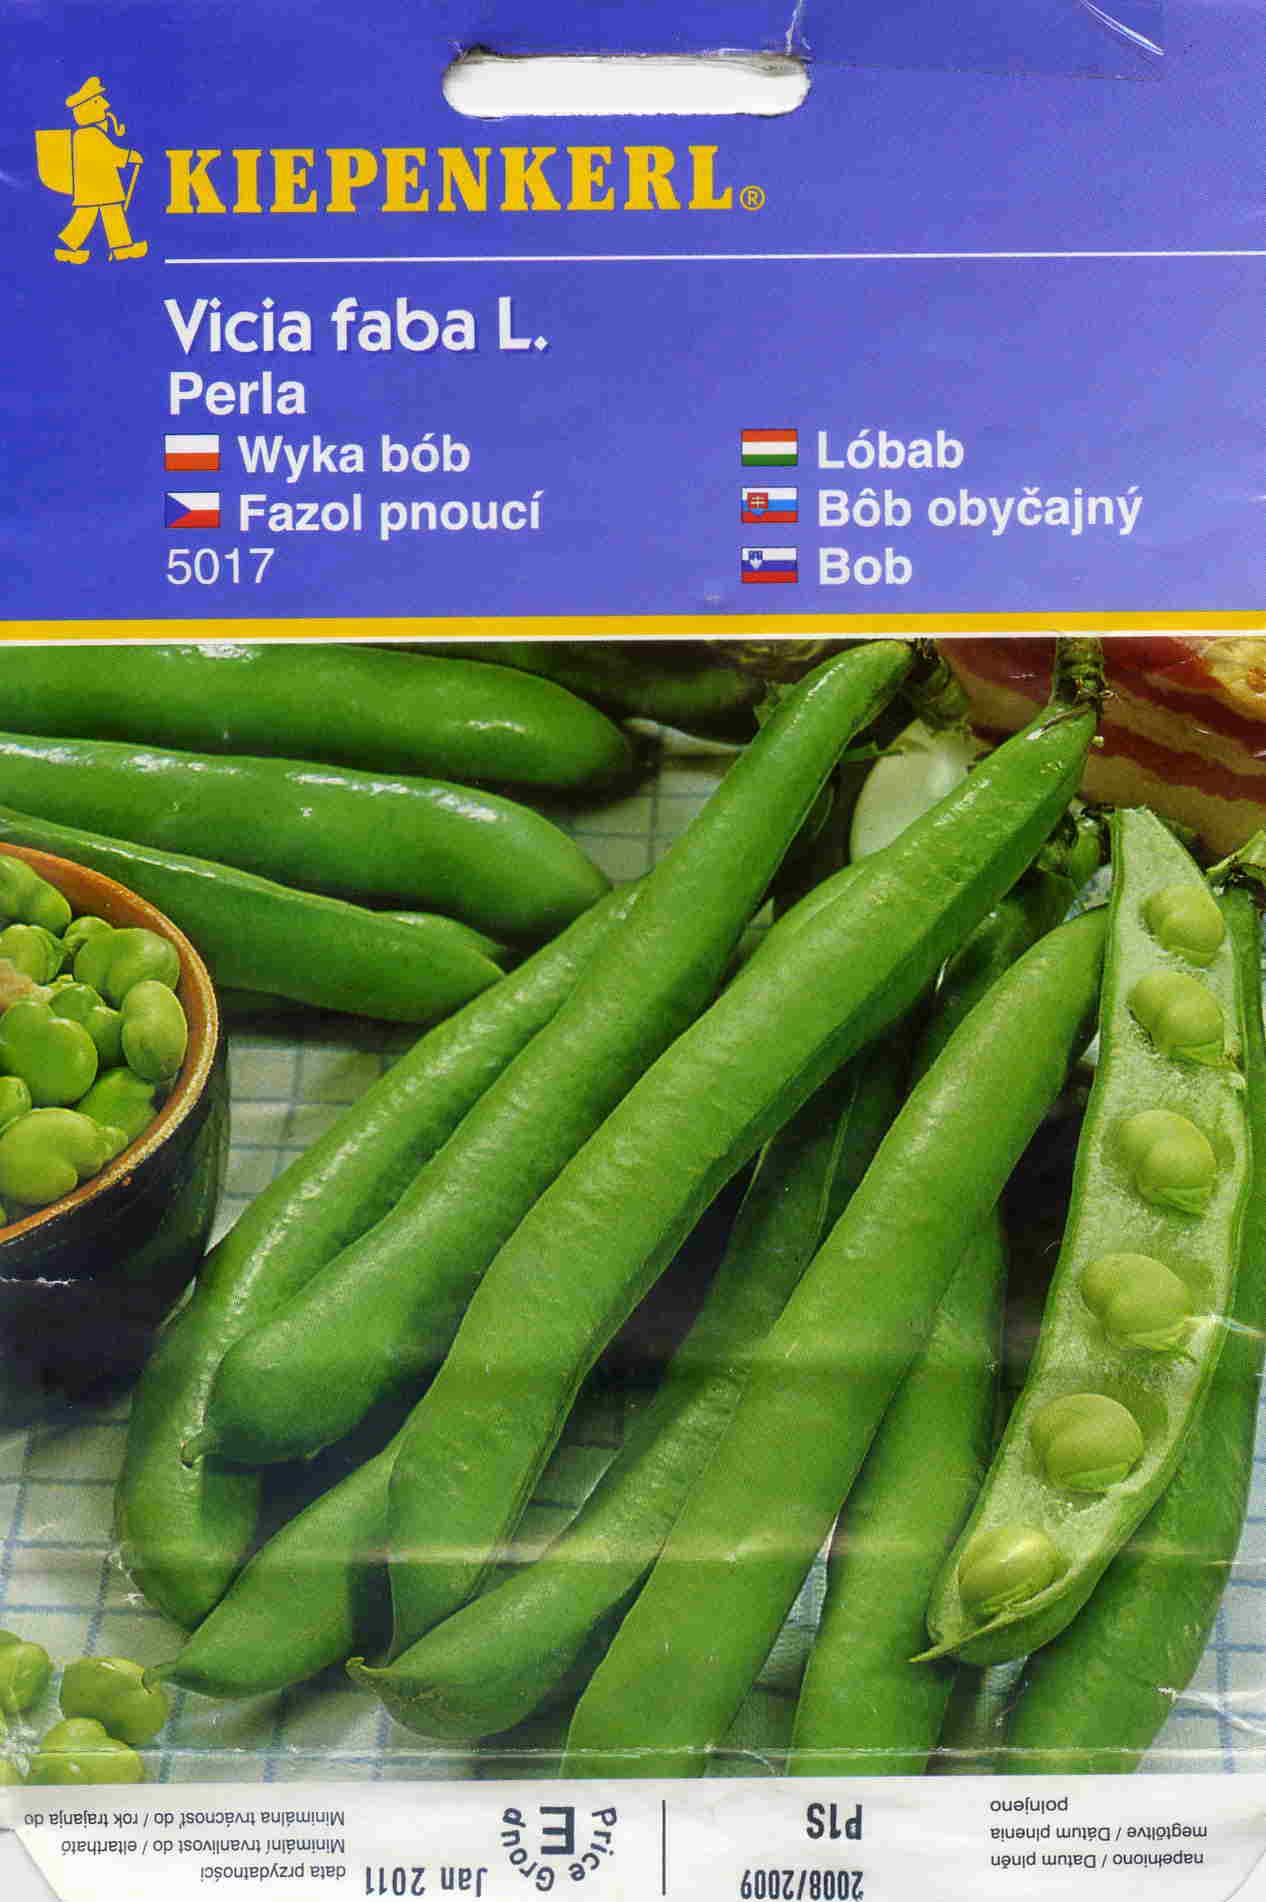 KIEPENKERL®
Vicia faba L.
Perla
Wyka bób
Fazol pnoucí
5017
Lóbab
Bôb obyčajný
Bob
napełniono / Datum plněn
megtöltve / Dátum plnenia
polnjeno
2008/2009
P1S
Price Group
E
data przydatności
Minimální trvanlivost do / eltartható
Minimálna trvácnosť do / rok trajanja do
Jan 2011